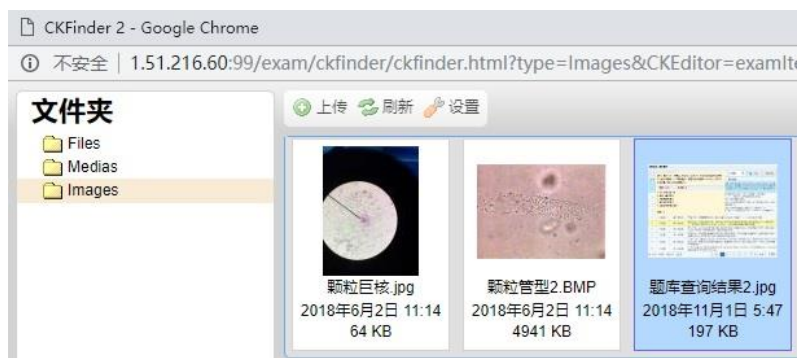 CKFinder 2 - Google Chrome
不安全 | 1.51.216.60:99/exam/ckfinder/ckfinder.html?type=Images&CKEditor=examIte
文件夹
上传 刷新 设置
Files
Medias
Images
颗粒巨核.jpg
2018年6月2日 11:14
64 KB
颗粒管型2.BMP
2018年6月2日 11:14
4941 KB
题库查询结果2.jpg
2018年11月1日 5:47
197 KB